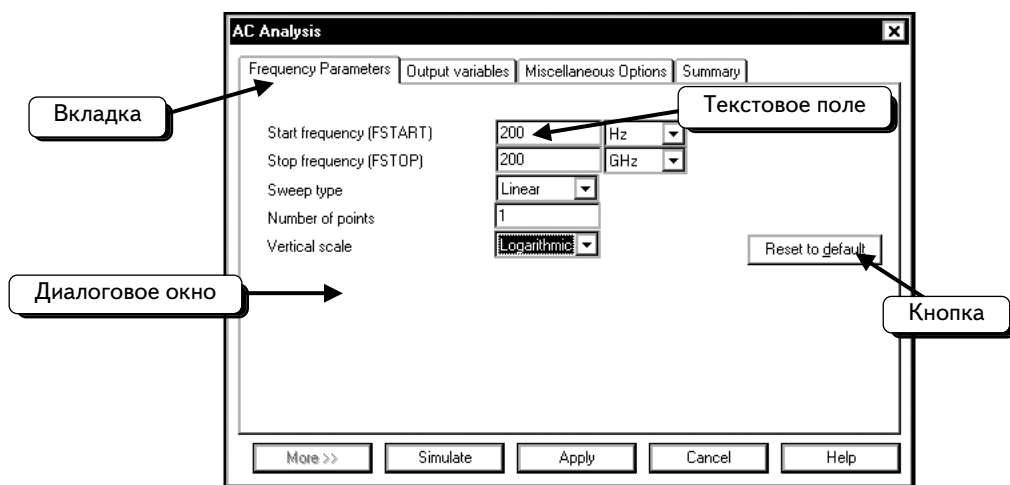 AC Analysis
Frequency Parameters Output variables Miscellaneous Options Summary
Вкладка
Текстовое поле
Start frequency (FSTART) 200 Hz
Stop frequency (FSTOP) 200 GHz
Sweep type Linear
Number of points 1
Vertical scale Logarithmic
Reset to default
Диалоговое окно
Кнопка
More >> Simulate Apply Cancel Help